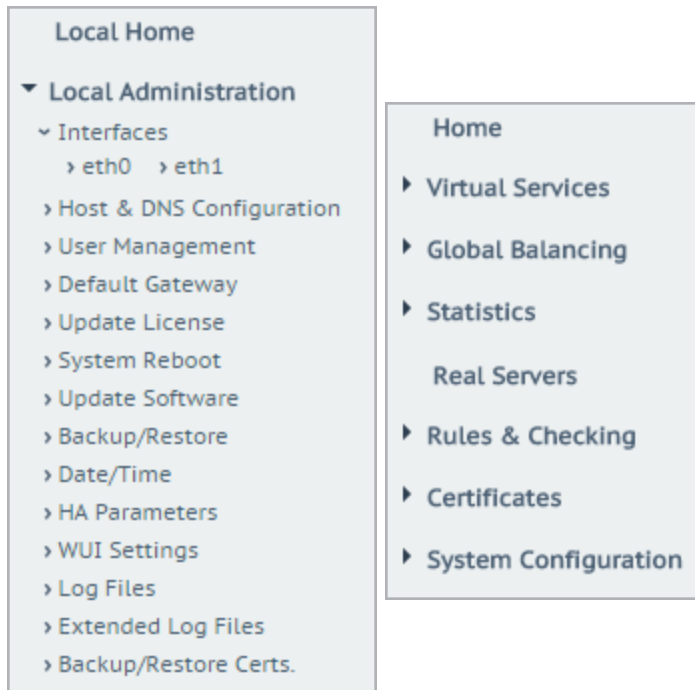 Local Home
Local Administration
Interfaces
eth0 eth1
Host & DNS Configuration
User Management
Default Gateway
Update License
System Reboot
Update Software
Backup/Restore
Date/Time
HA Parameters
WUI Settings
Log Files
Extended Log Files
Backup/Restore Certs.
Home
Virtual Services
Global Balancing
Statistics
Real Servers
Rules & Checking
Certificates
System Configuration